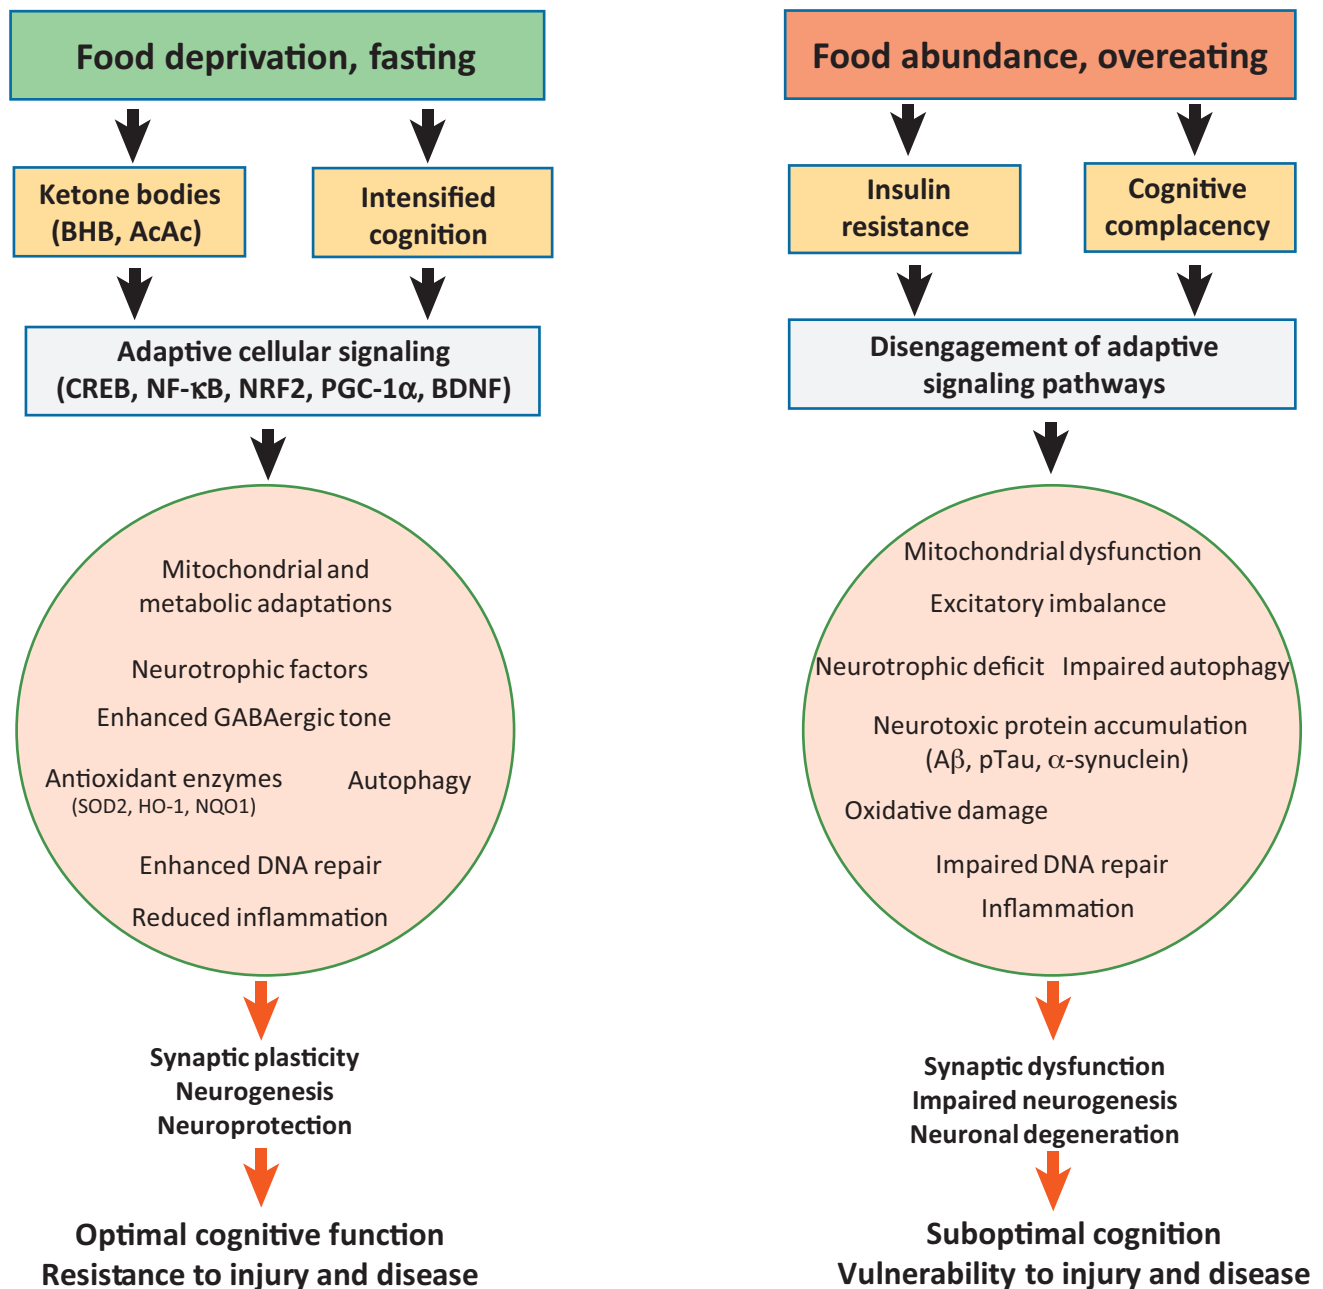 Food deprivation, fasting
Ketone bodies
(BHB, AcAc)
Intensified
cognition
Adaptive cellular signaling
(CREB, NF-κB, NRF2, PGC-1α, BDNF)
Mitochondrial and
metabolic adaptations
Neurotrophic factors
Enhanced GABAergic tone
Antioxidant enzymes
(SOD2, HO-1, NQO1)
Autophagy
Enhanced DNA repair
Reduced inflammation
Synaptic plasticity
Neurogenesis
Neuroprotection
Optimal cognitive function
Resistance to injury and disease
Food abundance, overeating
Insulin
resistance
Cognitive
complacency
Disengagement of adaptive
signaling pathways
Mitochondrial dysfunction
Excitatory imbalance
Neurotrophic deficit
Impaired autophagy
Neurotoxic protein accumulation
(Aβ, pTau, α-synuclein)
Oxidative damage
Impaired DNA repair
Inflammation
Synaptic dysfunction
Impaired neurogenesis
Neuronal degeneration
Suboptimal cognition
Vulnerability to injury and disease